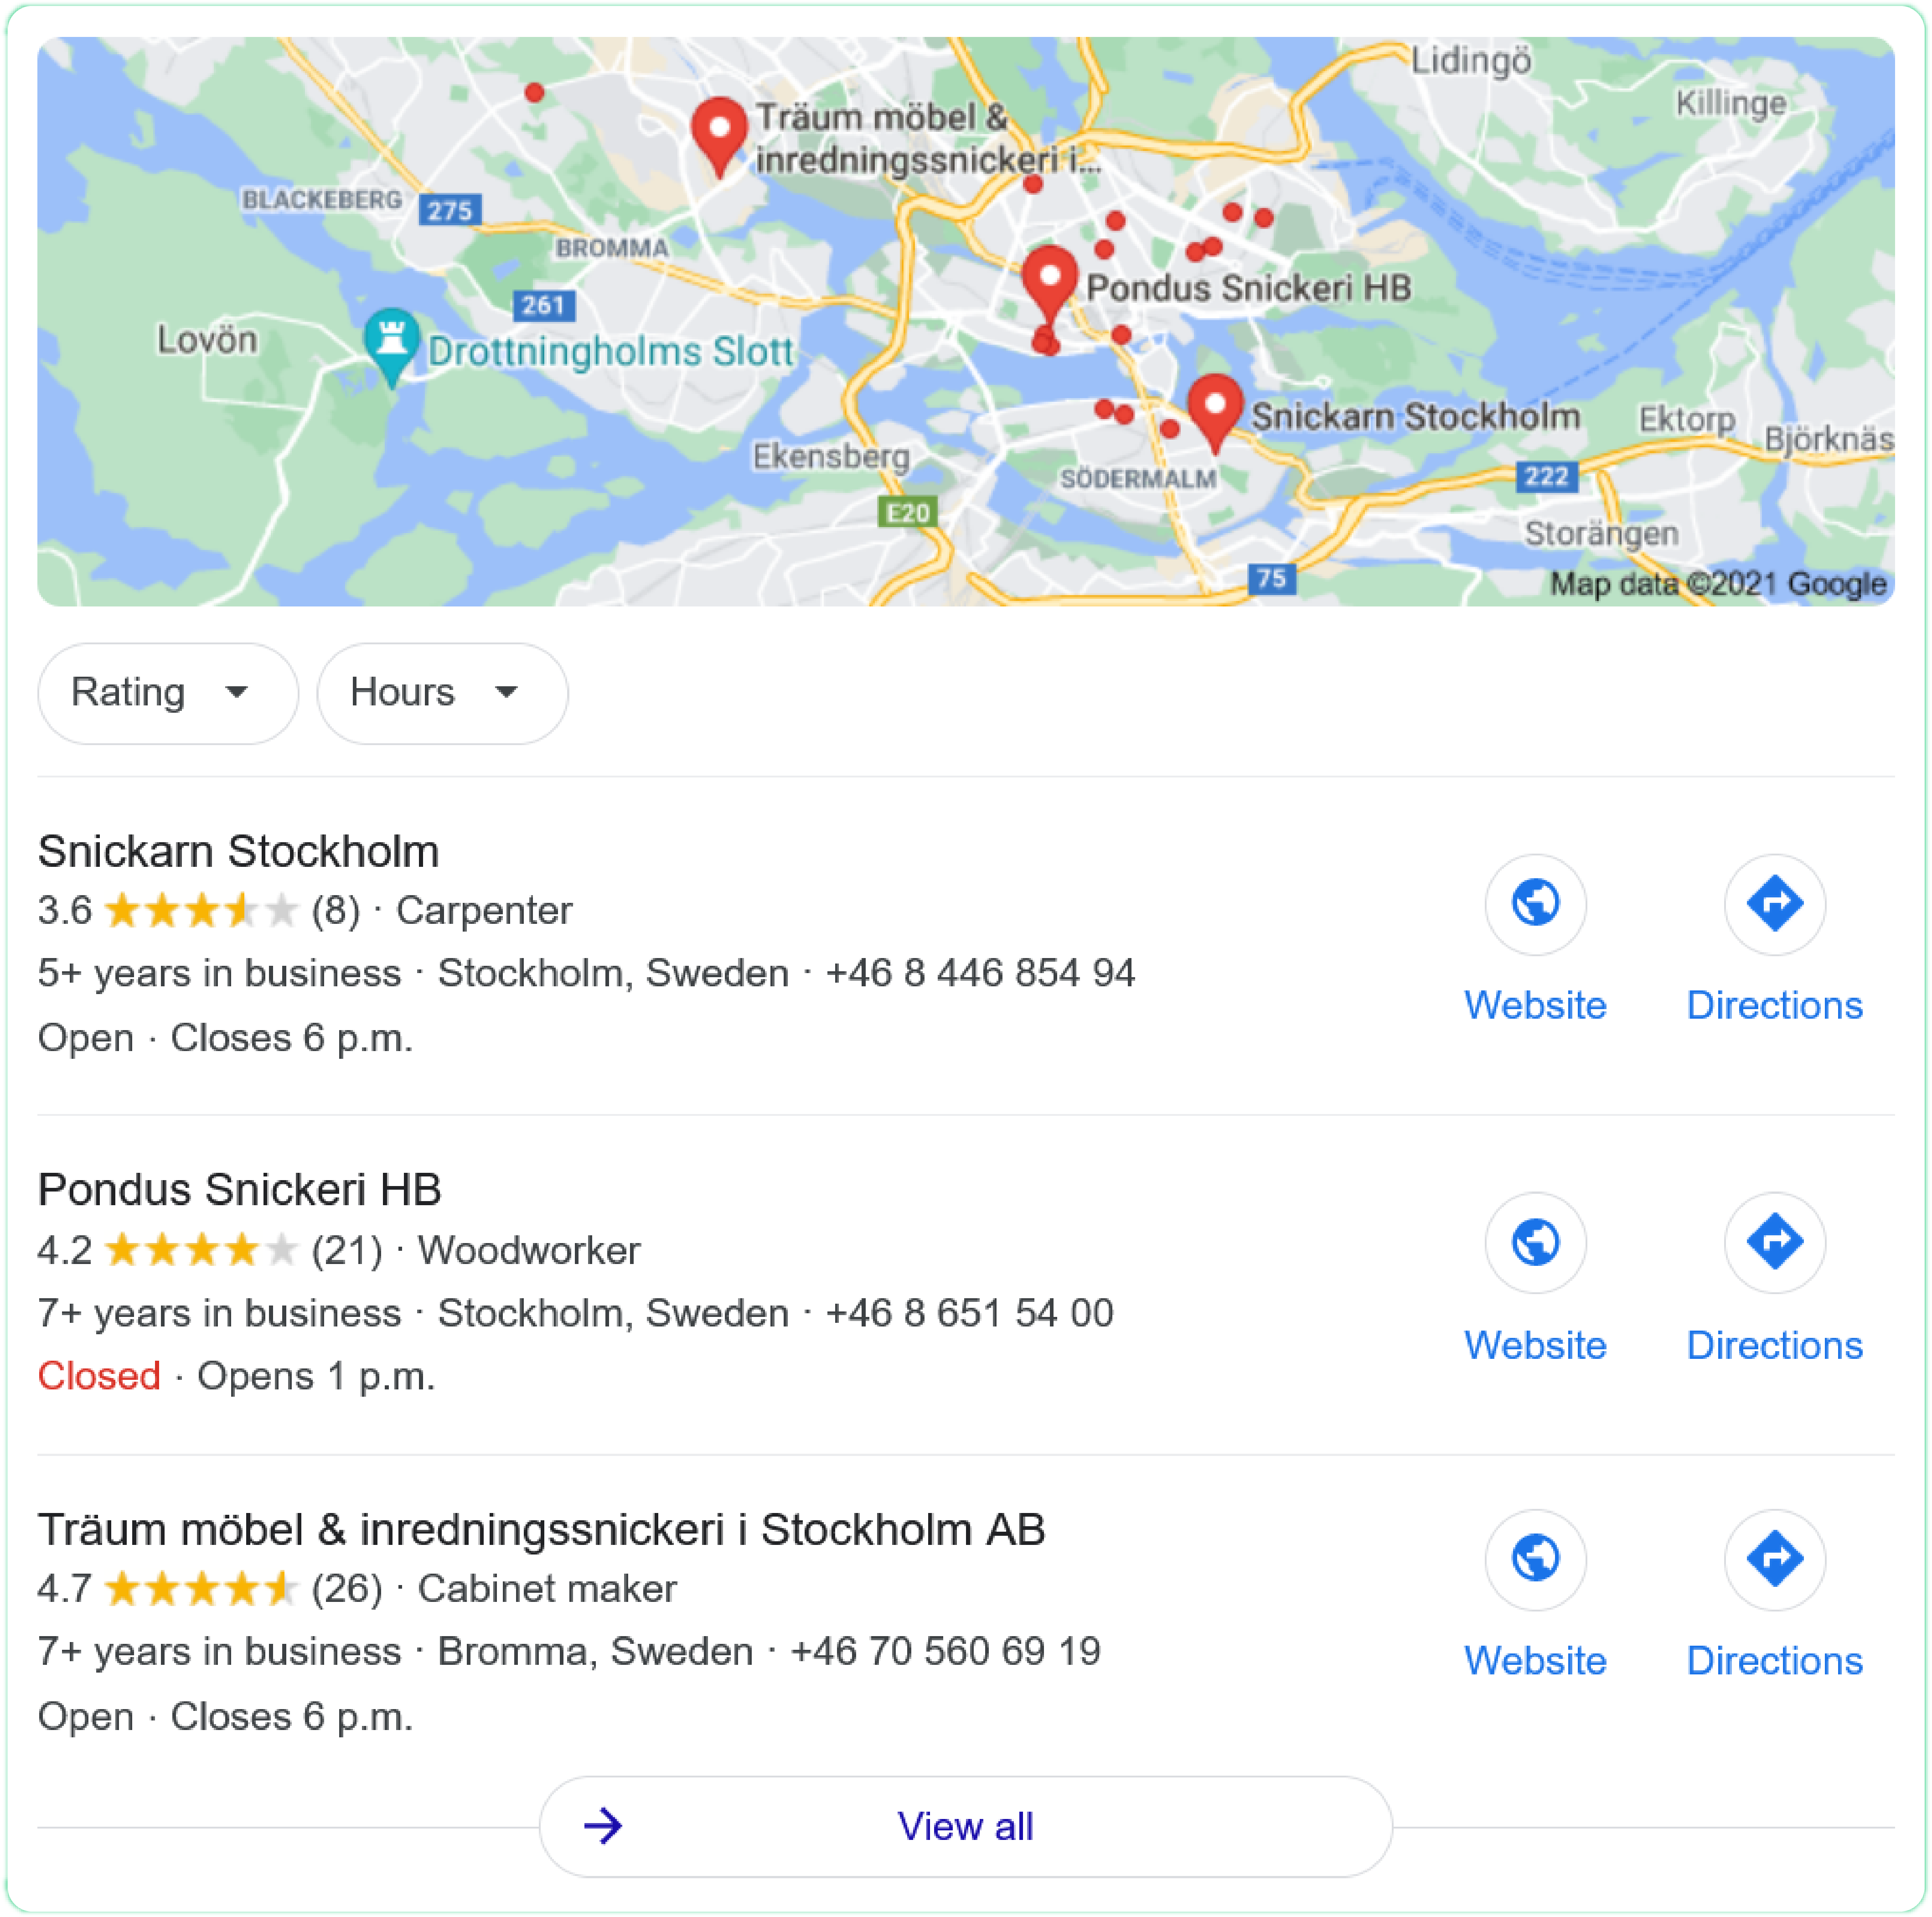 Lidingö
Killinge
Träum möbel &
inredningssnickeri i...
BLACKEBERG
275
BROMMA
Pondus Snickeri HB
261
Lovön
Drottningholms Slott
Snickarn Stockholm
Ektorp
Björknäs
Ekensberg
SÖDERMALM
222
E20
Storängen
75
Map data ©2021 Google
Rating
Hours
Snickarn Stockholm
3.6 (8) · Carpenter
5+ years in business · Stockholm, Sweden · +46 8 446 854 94
Open · Closes 6 p.m.
Website
Directions
Pondus Snickeri HB
4.2 (21) · Woodworker
7+ years in business · Stockholm, Sweden · +46 8 651 54 00
Closed · Opens 1 p.m.
Website
Directions
Träum möbel & inredningssnickeri i Stockholm AB
4.7 (26) · Cabinet maker
7+ years in business · Bromma, Sweden · +46 70 560 69 19
Open · Closes 6 p.m.
Website
Directions
View all